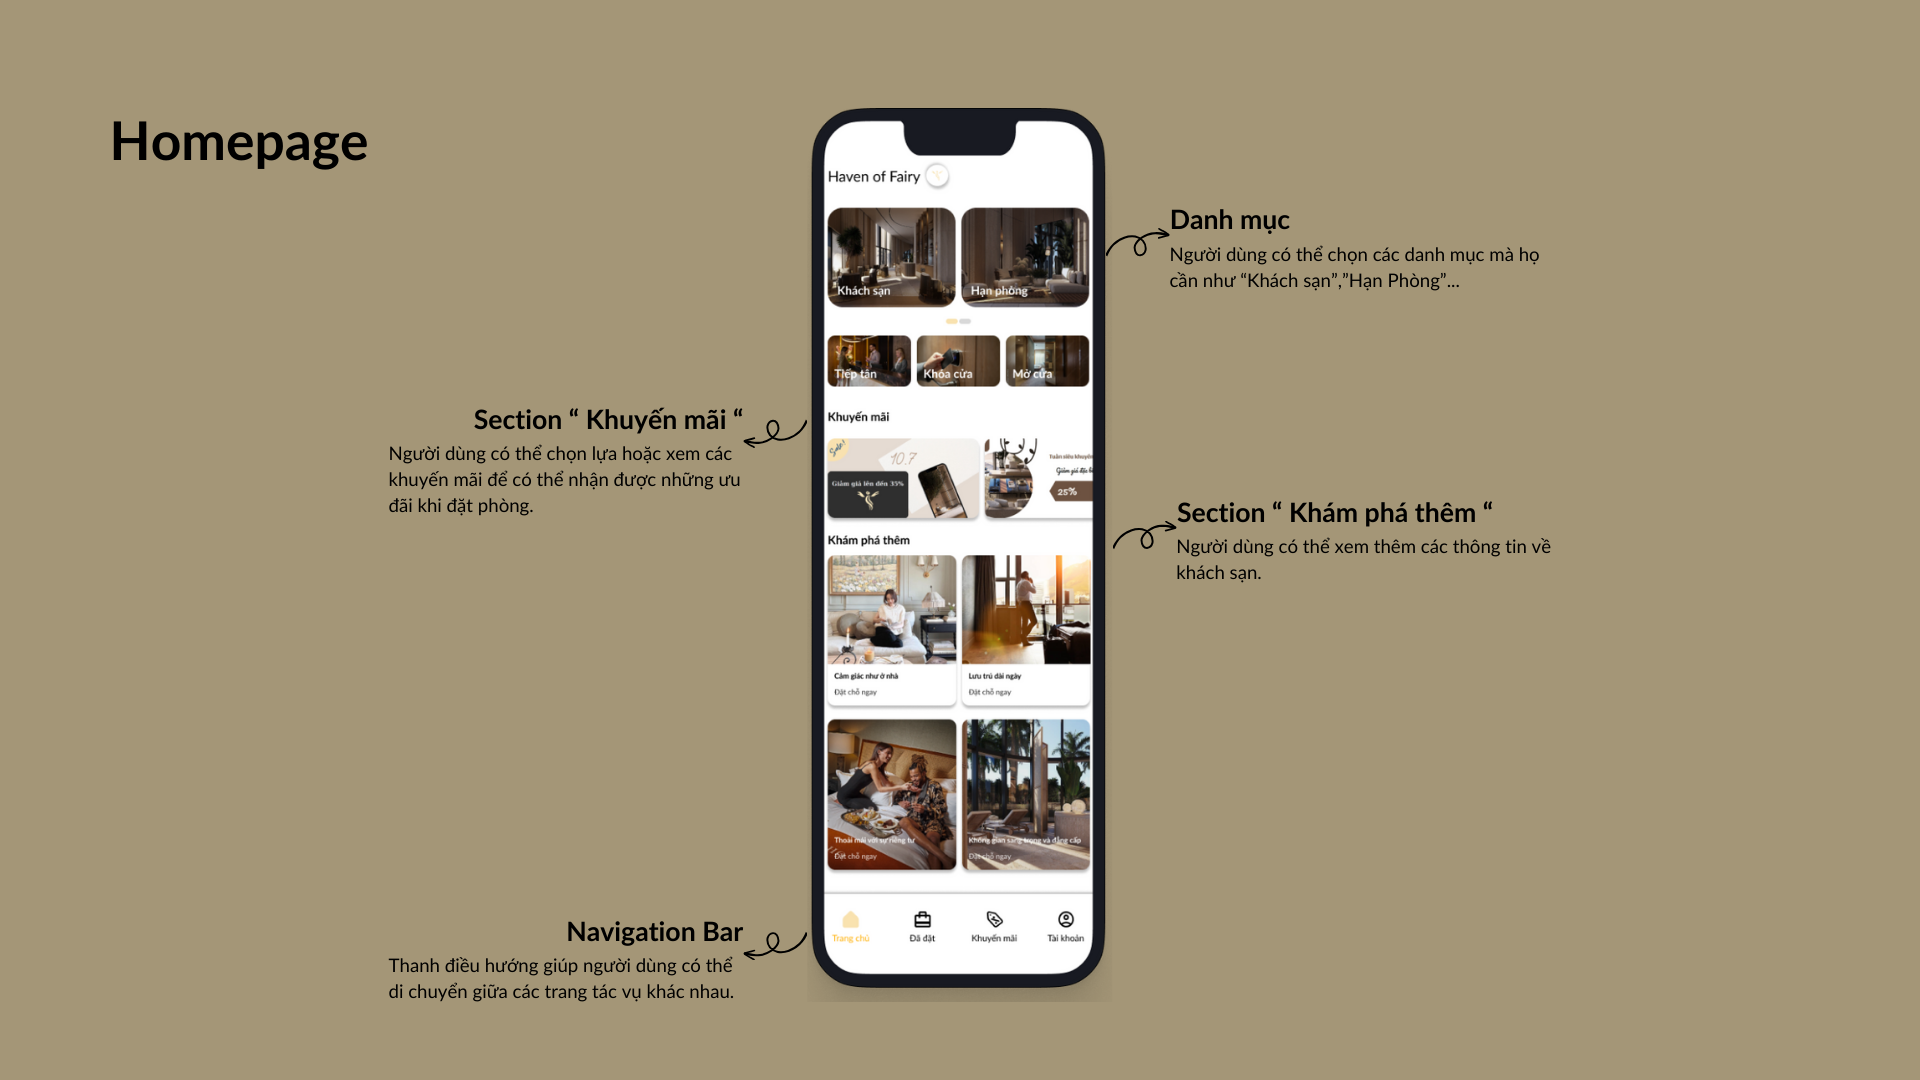 Homepage
Haven of Fairy
Khách sạn
Hạn phòng
Tiếp tân
Khóa cửa
Mở cửa
Khuyến mãi
Sale!
10.7
Giảm giá lên đến 35%
Tuần siêu khuyến
Giảm giá đặc b
25%
Khám phá thêm
Cảm giác như ở nhà
Đặt chỗ ngay
Lưu trú dài ngày
Đặt chỗ ngay
Thoải mái với sự riêng tư
Đặt chỗ ngay
Không gian sang trọng và đẳng cấp
Đặt chỗ ngay
Trang chủ
Đã đặt
Khuyến mãi
Tài khoản
Danh mục
Người dùng có thể chọn các danh mục mà họ
cần như “Khách sạn”,”Hạn Phòng”...
Section “ Khuyến mãi “
Người dùng có thể chọn lựa hoặc xem các
khuyến mãi để có thể nhận được những ưu
đãi khi đặt phòng.
Section “ Khám phá thêm “
Người dùng có thể xem thêm các thông tin về
khách sạn.
Navigation Bar
Thanh điều hướng giúp người dùng có thể
di chuyển giữa các trang tác vụ khác nhau.